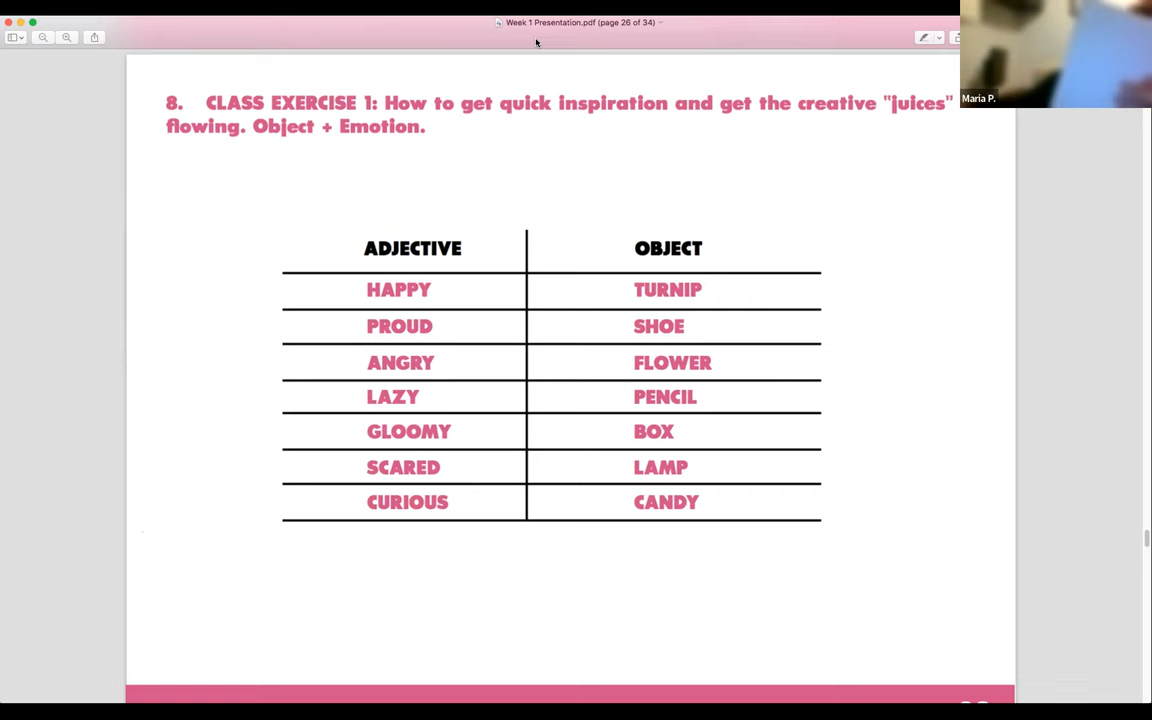 Week 1 Presentation.pdf (page 26 of 34)
Maria P.
8. CLASS EXERCISE 1: How to get quick inspiration and get the creative "juices"
flowing. Object + Emotion.
ADJECTIVE OBJECT
HAPPY TURNIP
PROUD SHOE
ANGRY FLOWER
LAZY PENCIL
GLOOMY BOX
SCARED LAMP
CURIOUS CANDY